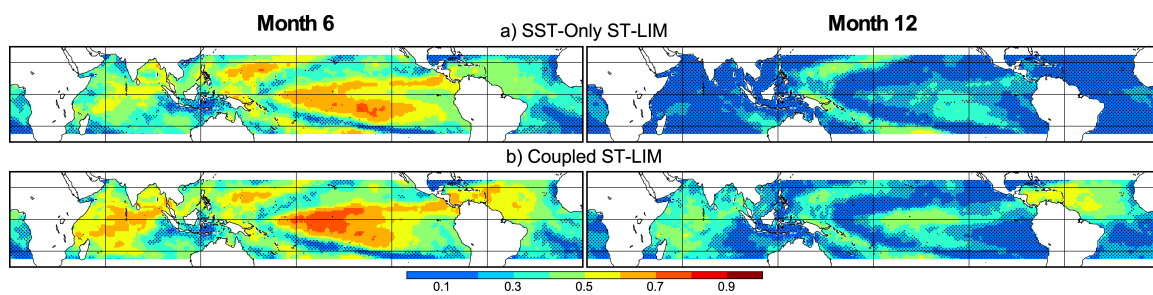 Month 6
Month 12
a) SST-Only ST-LIM
b) Coupled ST-LIM
0.1 0.3 0.5 0.7 0.9